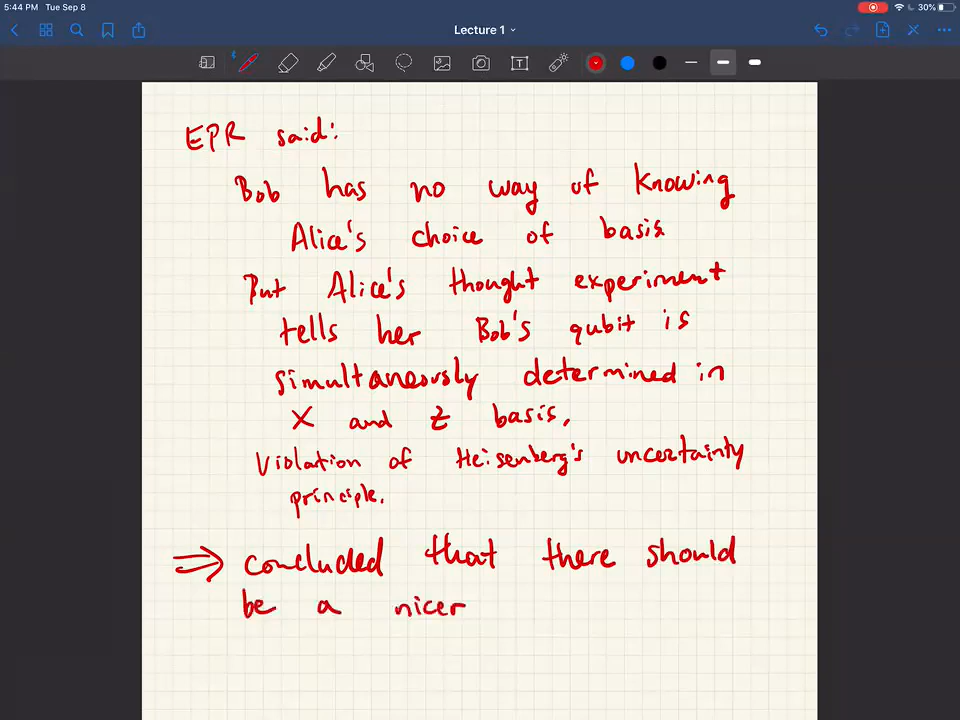 5:44 PM Tue Sep 8
30%
Lecture 1
EPR said:
Bob has no way of knowing
Alice's choice of basis
But Alice's thought experiment
tells her Bob's qubit is
simultaneously determined in
X and Z basis.
Violation of Heisenberg's uncertainty
principle.
⇒ concluded that there should
be a nicer